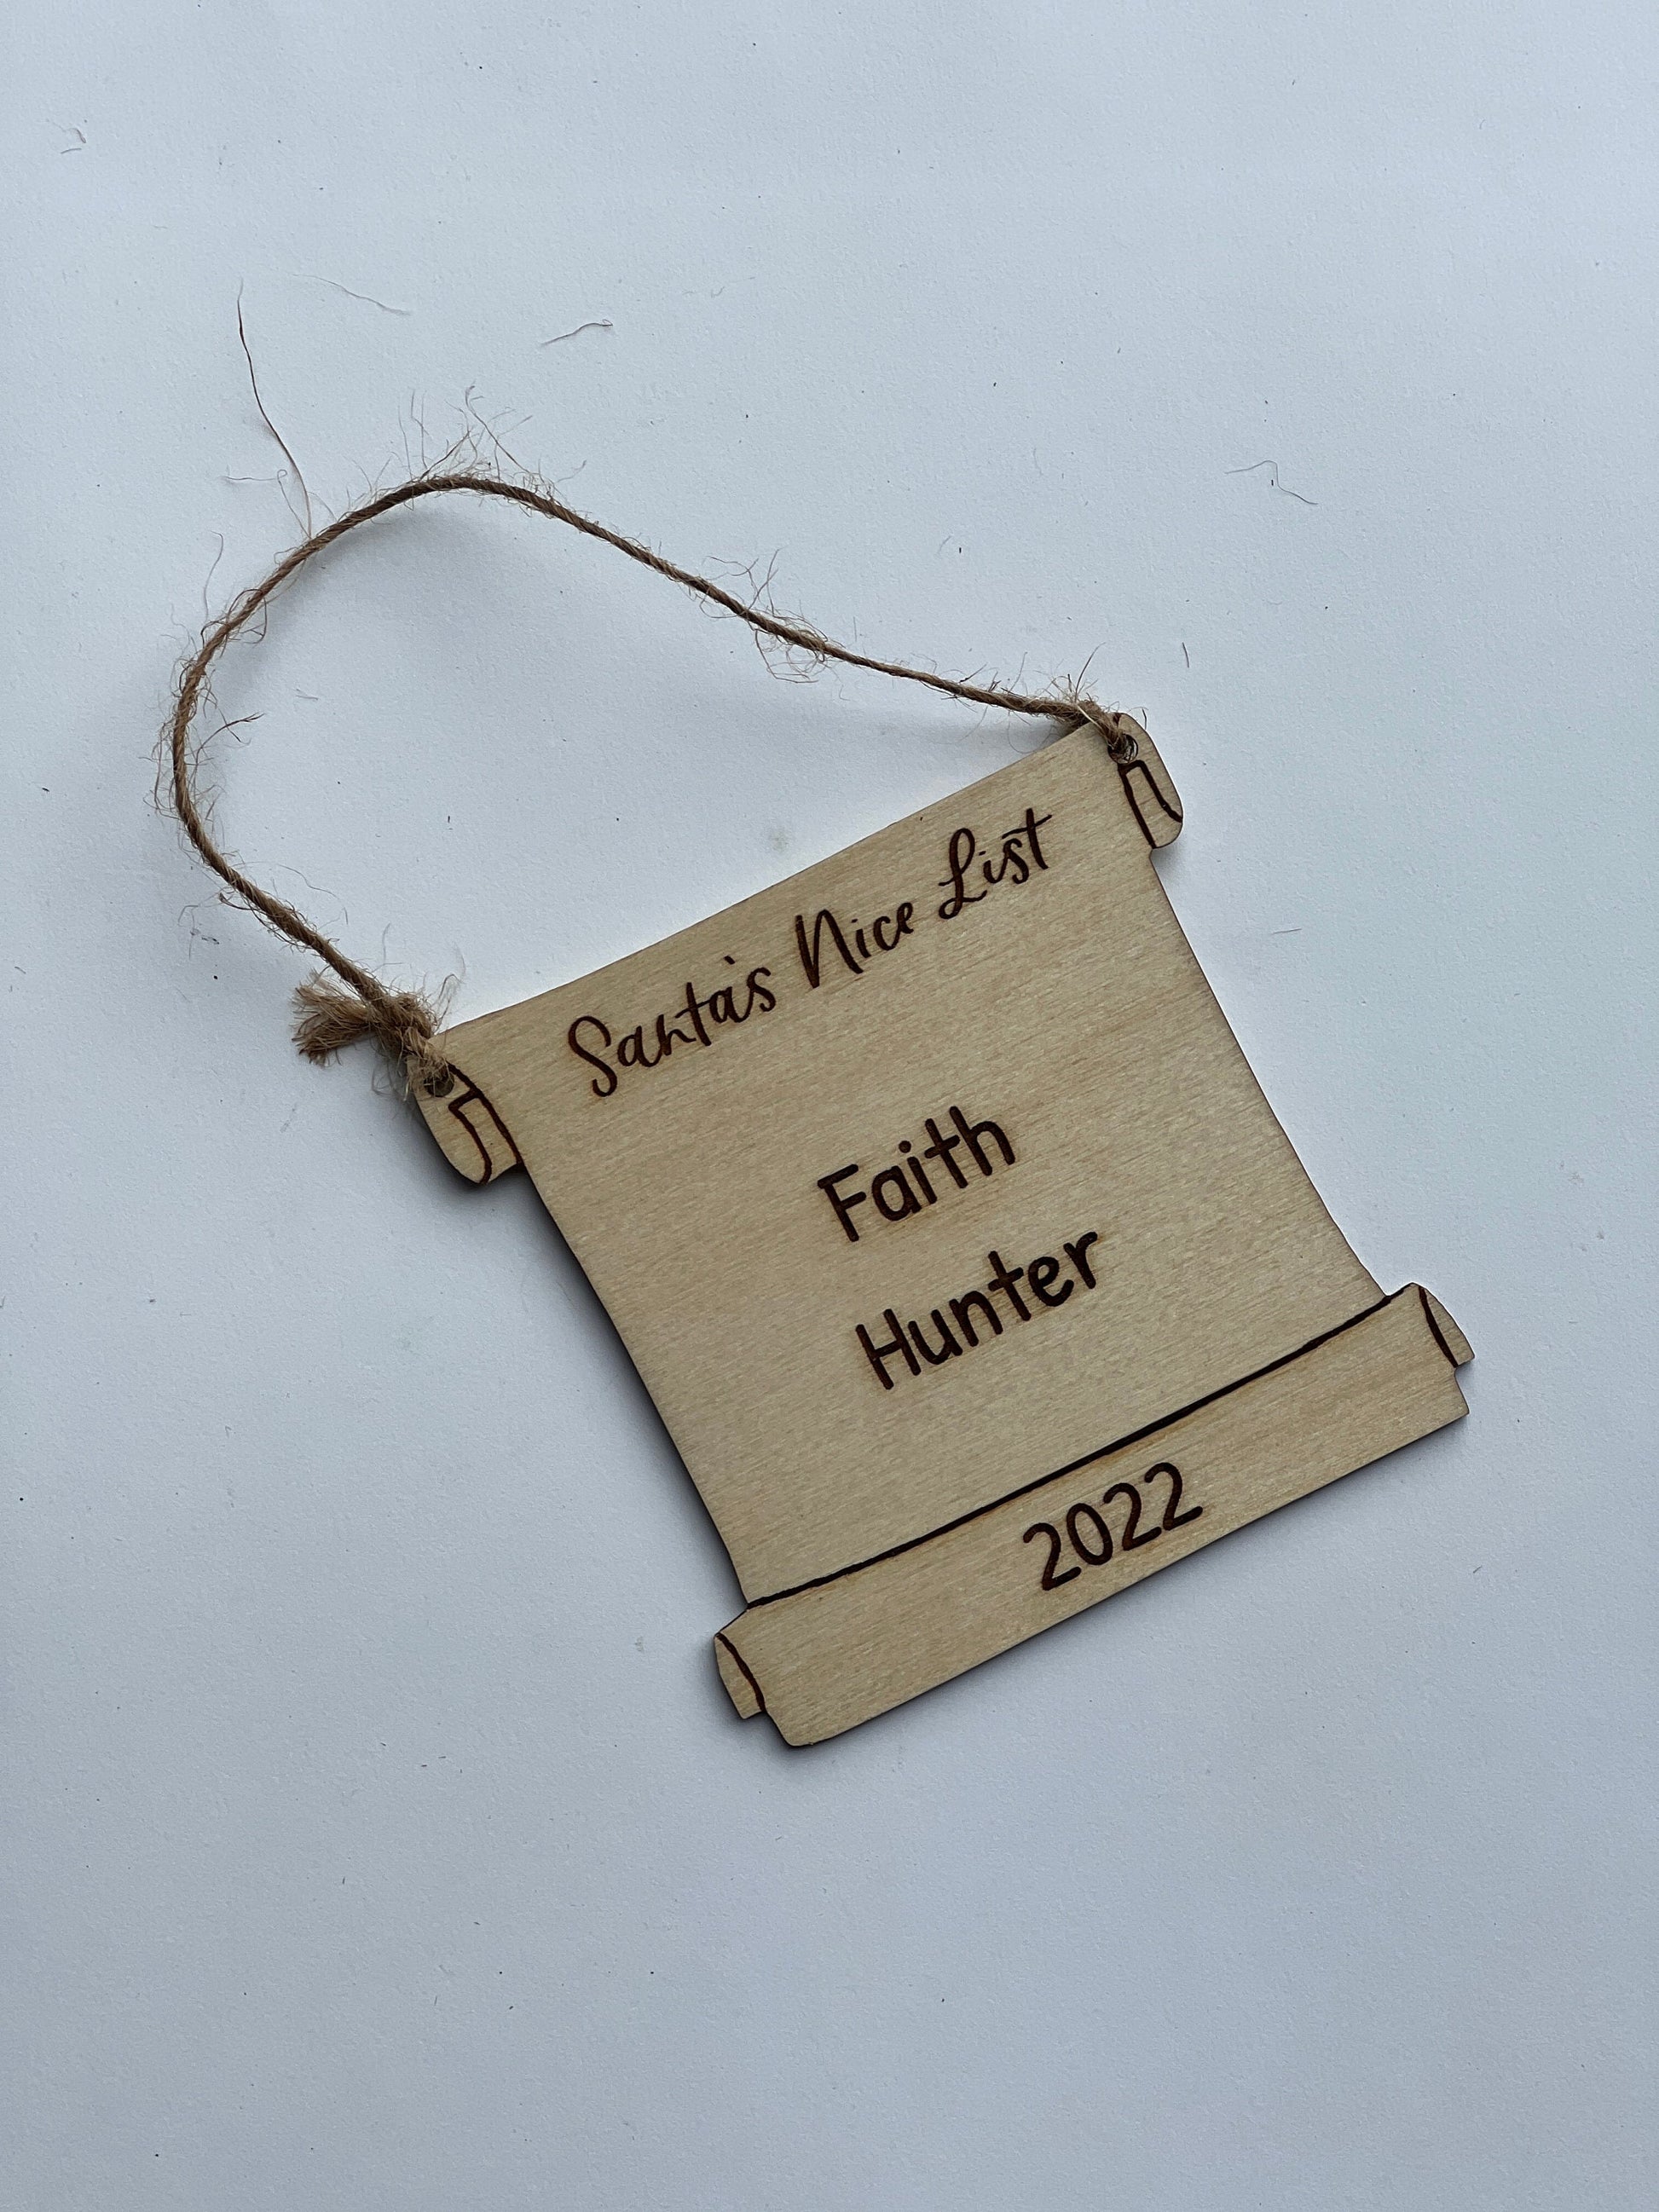 Santa's Nice List
Faith
Hunter
2022